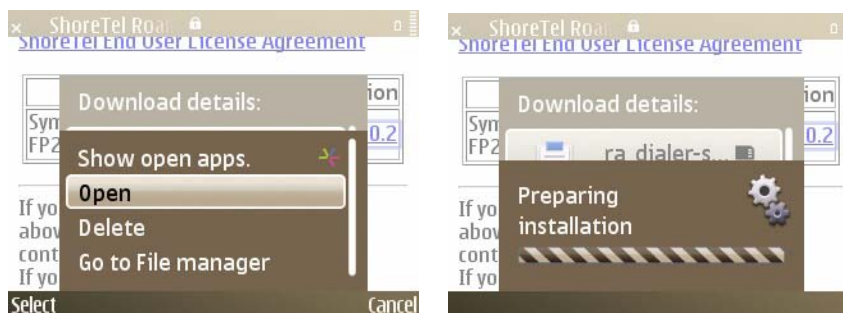 × ShoreTel Roa
ShoreTel End User License Agreement
Download details:
ion
Sym
FP2
0.2
Show open apps.
Open
Delete
Go to File manager
If yo
abov
cont
If yo
Select
Cancel
× ShoreTel Roa
ShoreTel End User License Agreement
Download details:
ion
Sym
FP2
0.2
ra_dialer-s...
Preparing
installation
If yo
abov
cont
If yo